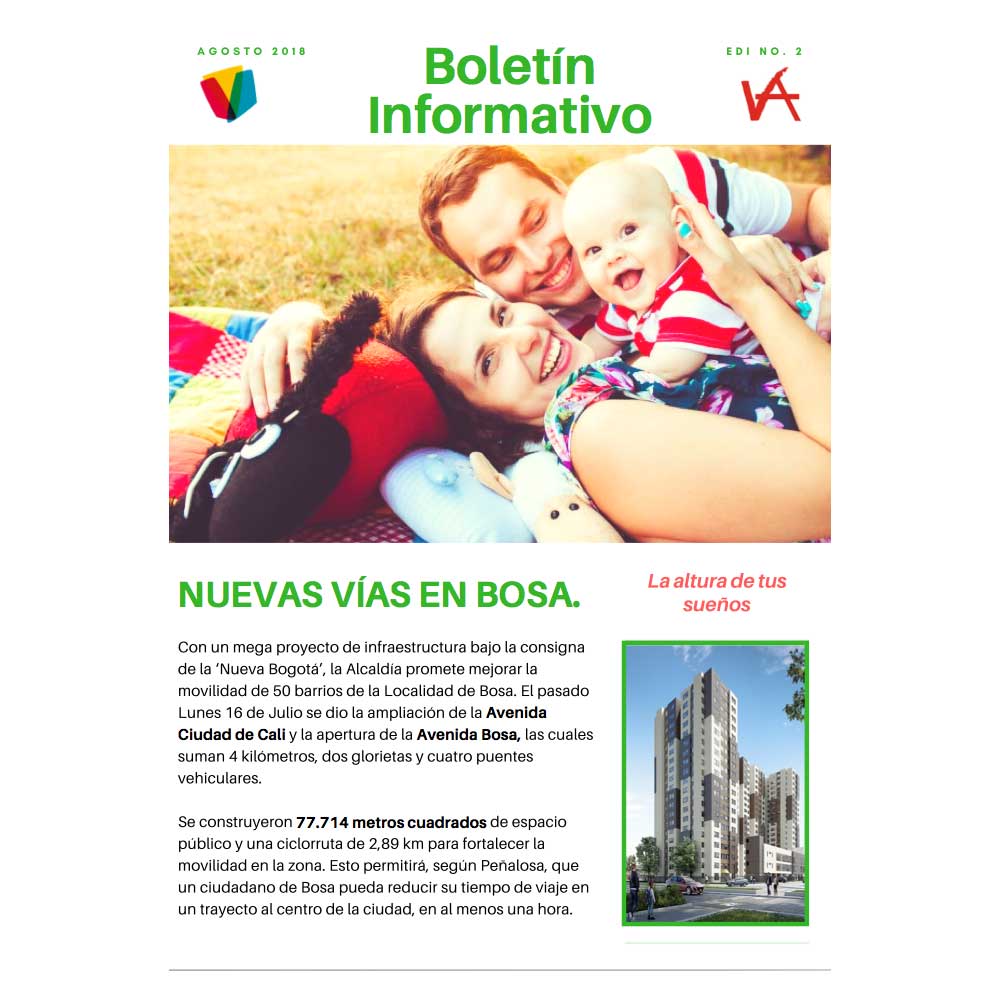 AGOSTO 2018
Boletín
Informativo
EDI NO. 2
NUEVAS VÍAS EN BOSA.
Con un mega proyecto de infraestructura bajo la consigna
de la ‘Nueva Bogotá’, la Alcaldía promete mejorar la
movilidad de 50 barrios de la Localidad de Bosa. El pasado
Lunes 16 de Julio se dio la ampliación de la Avenida
Ciudad de Cali y la apertura de la Avenida Bosa, las cuales
suman 4 kilómetros, dos glorietas y cuatro puentes
vehiculares.
Se construyeron 77.714 metros cuadrados de espacio
público y una ciclorruta de 2,89 km para fortalecer la
movilidad en la zona. Esto permitirá, según Peñalosa, que
un ciudadano de Bosa pueda reducir su tiempo de viaje en
un trayecto al centro de la ciudad, en al menos una hora.
La altura de tus
sueños